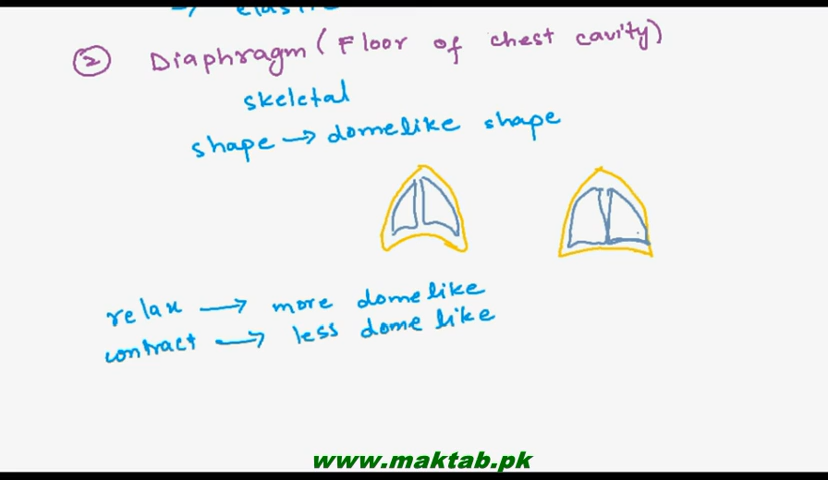 → elastic
② Diaphragm (Floor of chest cavity)
skeletal
shape → domelike shape
relax → more domelike
contract → less dome like
www.maktab.pk